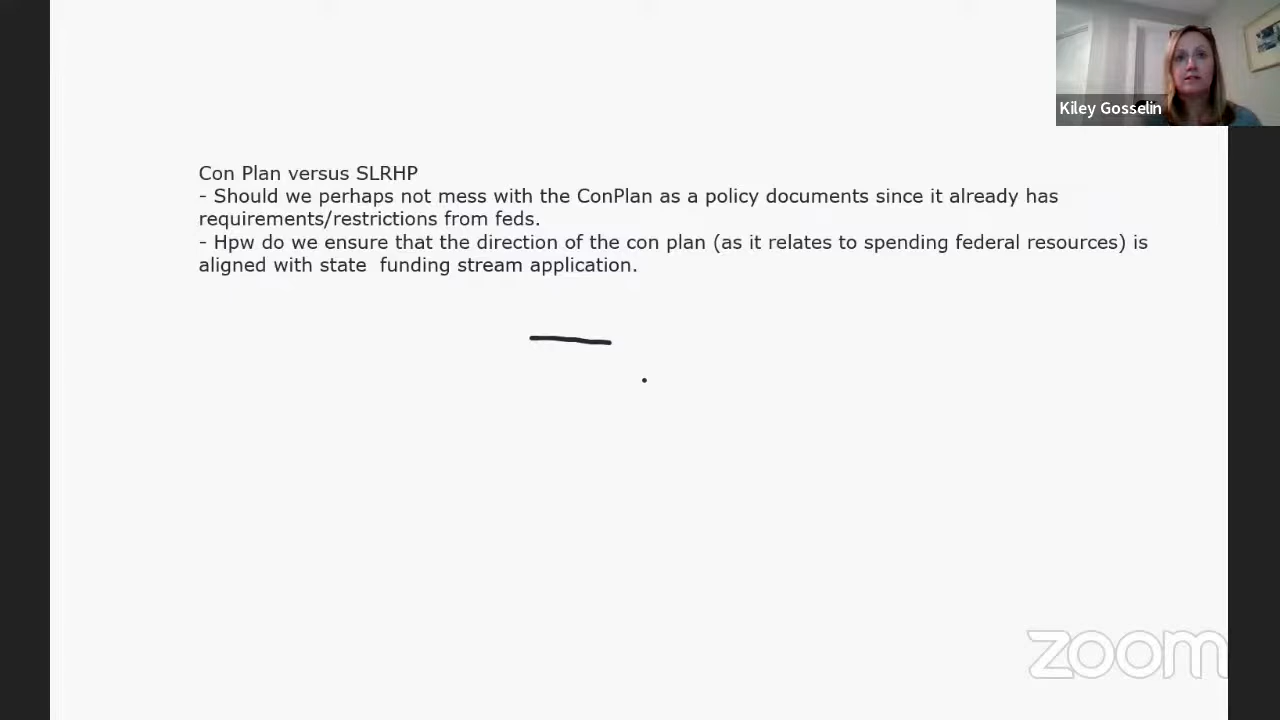 Kiley Gosselin
Con Plan versus SLRHP
- Should we perhaps not mess with the ConPlan as a policy documents since it already has
requirements/restrictions from feds.
- Hpw do we ensure that the direction of the con plan (as it relates to spending federal resources) is
aligned with state  funding stream application.
zoom